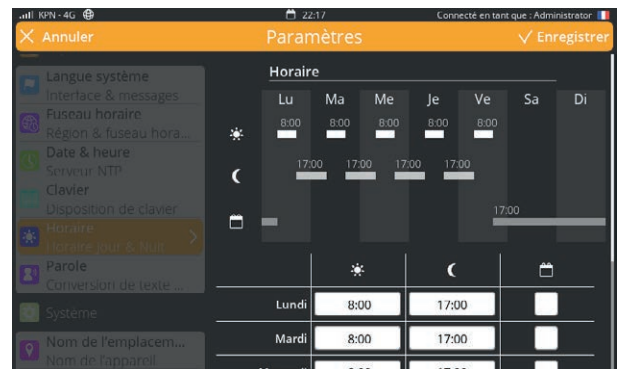 KPN - 4G 22:17 Connecté en tant que : Administrator
Annuler Paramètres Enregistrer
Langue système
Interface & messages
Fuseau horaire
Région & fuseau hora...
Date & heure
Serveur NTP
Clavier
Disposition de clavier
Horaire
Horaire Jour & Nuit
Parole
Conversion de texte ...
Système
Nom de l'emplacem...
Nom de l'appareil
Horaire
Lu Ma Me Je Ve Sa Di
8:00 8:00 8:00 8:00 8:00
17:00 17:00 17:00 17:00
17:00
Lundi 8:00 17:00
Mardi 8:00 17:00